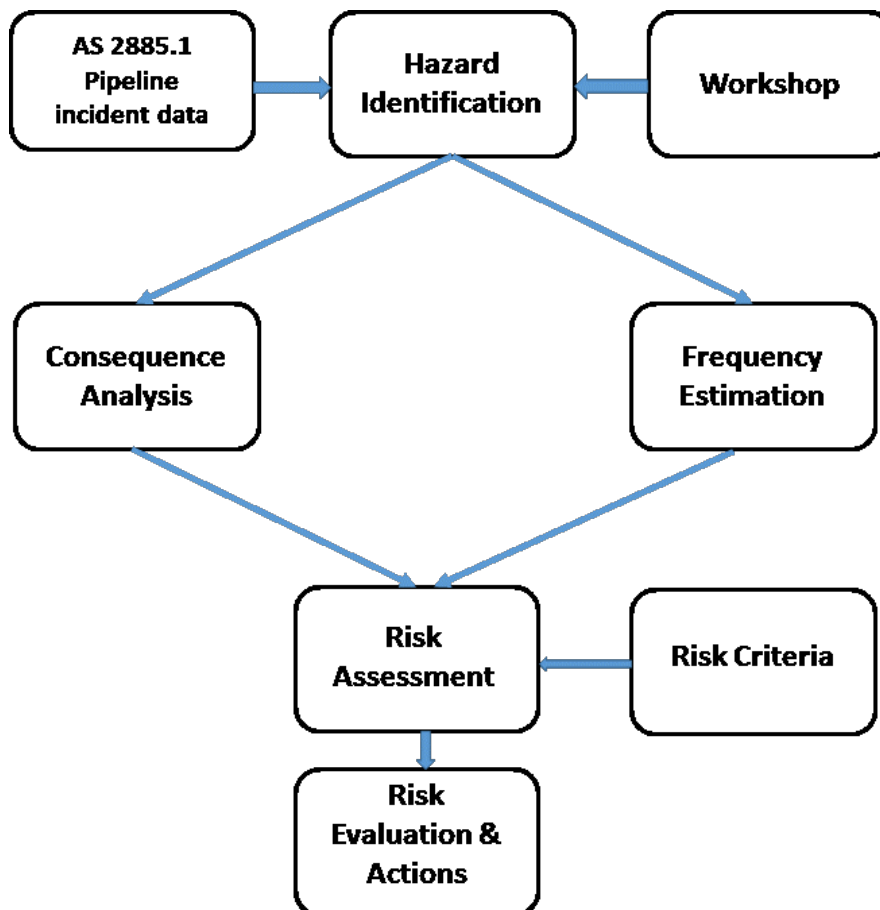 AS 2885.1
Pipeline
incident data
Hazard
Identification
Workshop
Consequence
Analysis
Frequency
Estimation
Risk
Assessment
Risk Criteria
Risk
Evaluation &
Actions